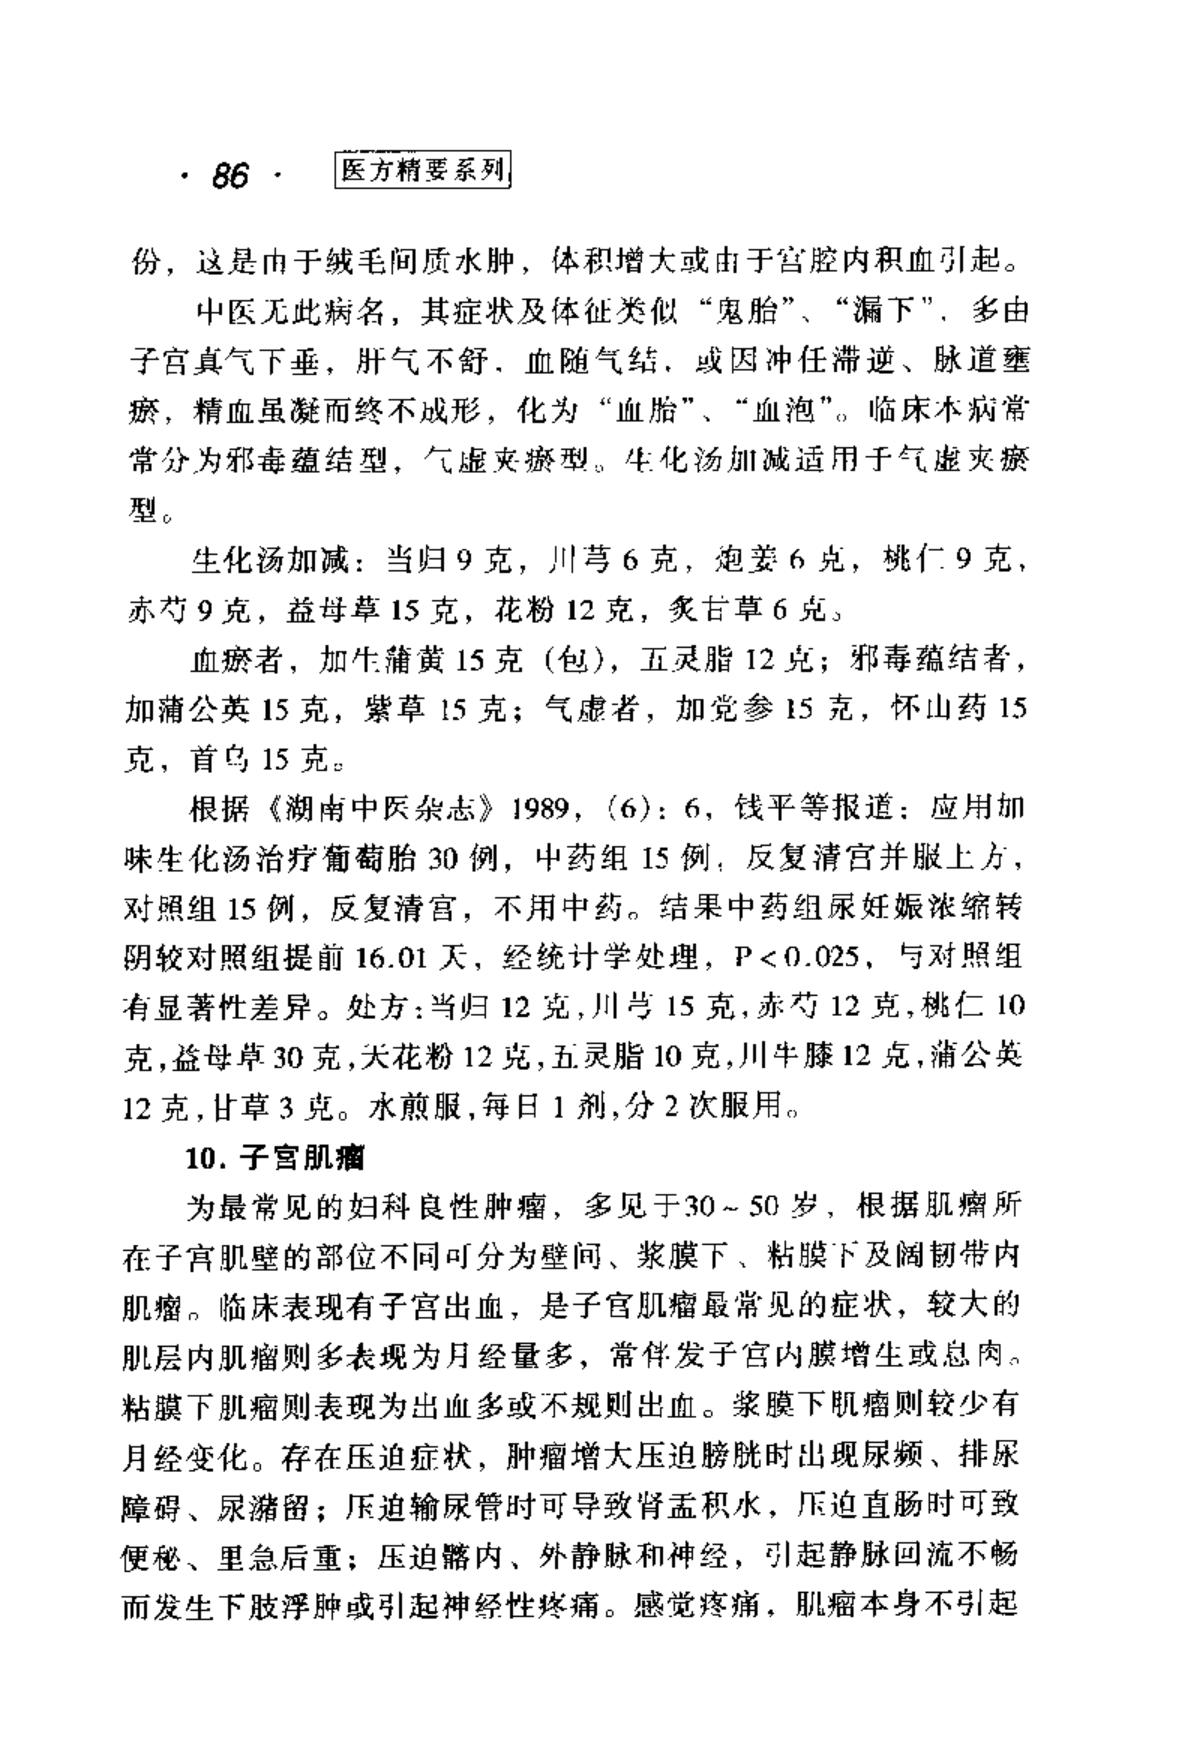 · 86 · 医方精要系列
份，这是由于绒毛间质水肿，体积增大或由于宫腔内积血引起。
中医无此病名，其症状及体征类似“鬼胎”、“漏下”，多由
子宫真气下垂，肝气不舒，血随气结，或因冲任滞逆、脉道壅
瘀，精血虽凝而终不成形，化为“血胎”、“血泡”。临床本病常
常分为邪毒蕴结型，气虚夹瘀型。生化汤加减适用于气虚夹瘀
型。
生化汤加减：当归 9 克，川芎 6 克，炮姜 6 克，桃仁 9 克，
赤芍 9 克，益母草 15 克，花粉 12 克，炙甘草 6 克。
血瘀者，加生蒲黄 15 克（包），五灵脂 12 克；邪毒蕴结者，
加蒲公英 15 克，紫草 15 克；气虚者，加党参 15 克，怀山药 15
克，首乌 15 克。
根据《湖南中医杂志》1989，（6）：6，钱平等报道：应用加
味生化汤治疗葡萄胎 30 例，中药组 15 例，反复清宫并服上方，
对照组 15 例，反复清宫，不用中药。结果中药组尿妊娠浓缩转
阴较对照组提前 16.01 天，经统计学处理，P＜0.025，与对照组
有显著性差异。处方：当归 12 克，川芎 15 克，赤芍 12 克，桃仁 10
克，益母草 30 克，天花粉 12 克，五灵脂 10 克，川牛膝 12 克，蒲公英
12 克，甘草 3 克。水煎服，每日 1 剂，分 2 次服用。
10. 子宫肌瘤
为最常见的妇科良性肿瘤，多见于30～50 岁，根据肌瘤所
在子宫肌壁的部位不同可分为壁间、浆膜下、粘膜下及阔韧带内
肌瘤。临床表现有子宫出血，是子宫肌瘤最常见的症状，较大的
肌层内肌瘤则多表现为月经量多，常伴发子宫内膜增生或息肉。
粘膜下肌瘤则表现为出血多或不规则出血。浆膜下肌瘤则较少有
月经变化。存在压迫症状，肿瘤增大压迫膀胱时出现尿频、排尿
障碍、尿潴留；压迫输尿管时可导致肾盂积水，压迫直肠时可致
便秘、里急后重；压迫髂内、外静脉和神经，引起静脉回流不畅
而发生下肢浮肿或引起神经性疼痛。感觉疼痛，肌瘤本身不引起